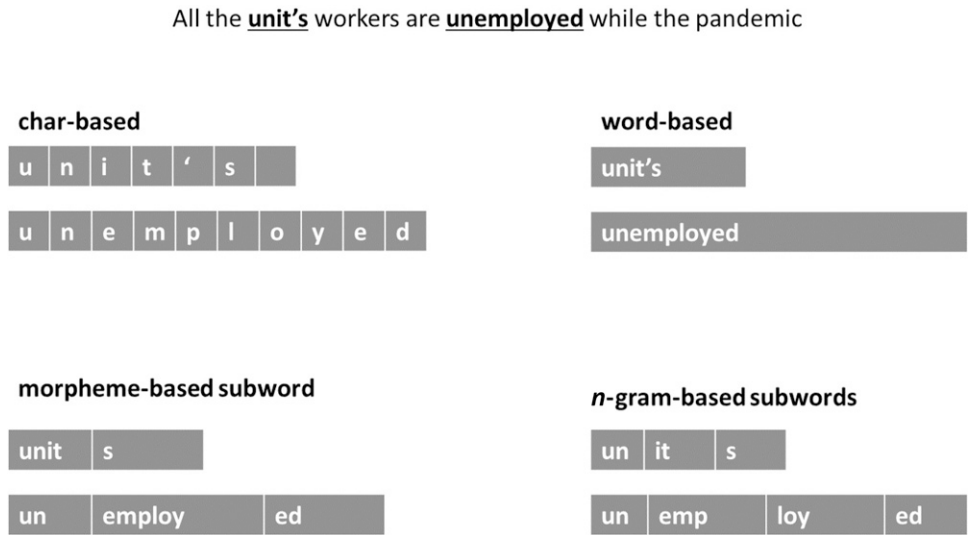 All the unit’s workers are unemployed while the pandemic
char-based
u n i t ‘ s
u n e m p l o y e d
word-based
unit’s
unemployed
morpheme-based subword
unit s
un employ ed
n-gram-based subwords
un it s
un emp loy ed